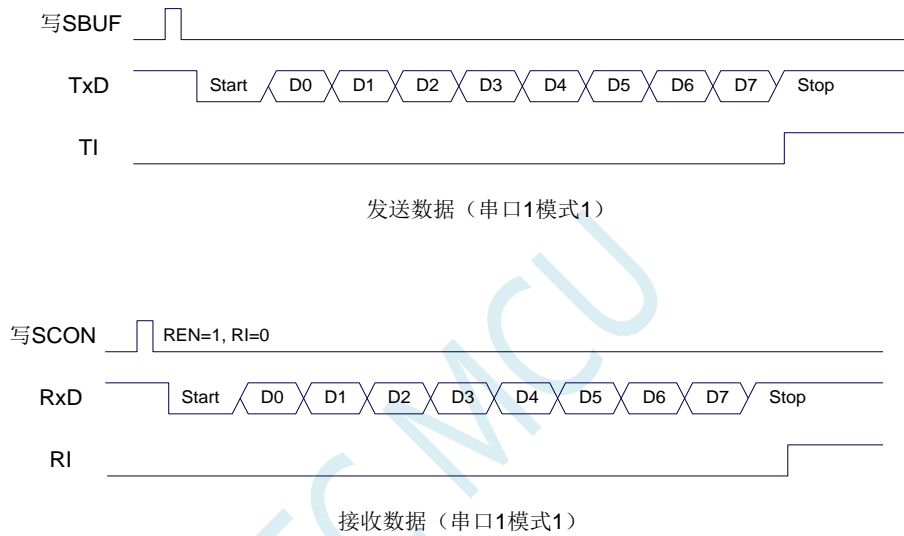 写SBUF
TxD Start D0 D1 D2 D3 D4 D5 D6 D7 Stop
TI
发送数据（串口1模式1）
写SCON REN=1, RI=0
RxD Start D0 D1 D2 D3 D4 D5 D6 D7 Stop
RI
接收数据（串口1模式1）
MCU